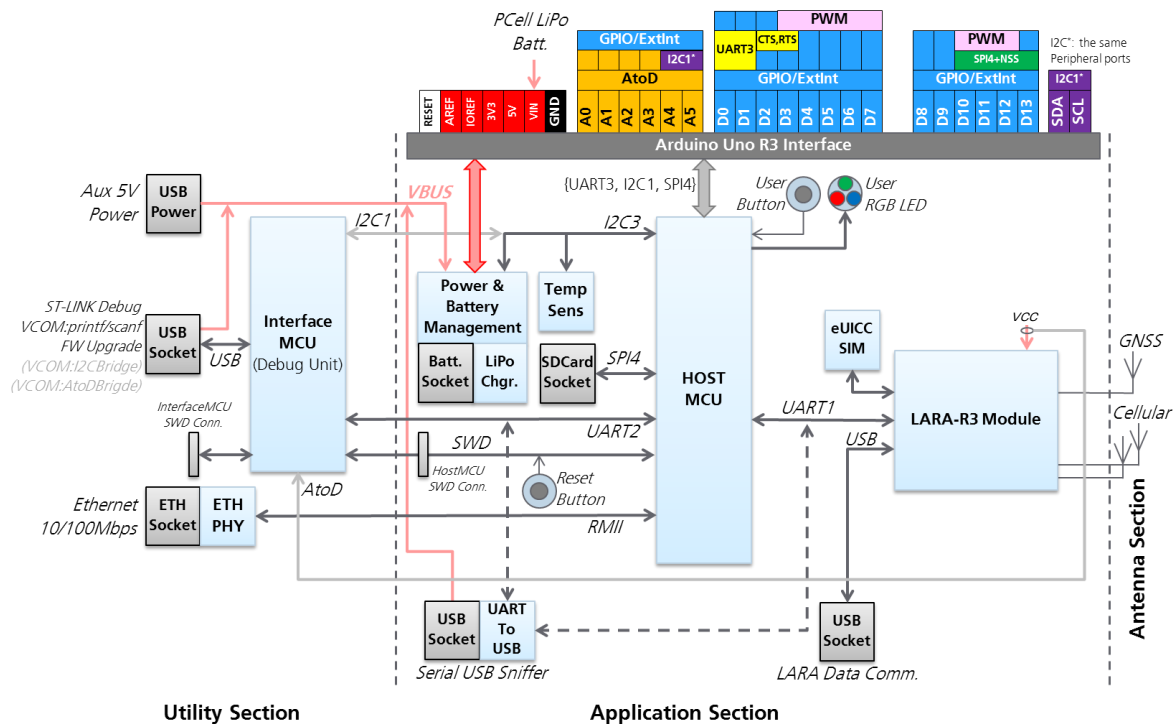 PCell LiPo
Batt.
RESET
AREF
IOREF
3V3
5V
VIN
GND
GPIO/ExtInt
I2C1*
AtoD
A0
A1
A2
A3
A4
A5
PWM
UART3
CTS,RTS
GPIO/ExtInt
D0
D1
D2
D3
D4
D5
D6
D7
PWM
SPI4+NSS
GPIO/ExtInt
D8
D9
D10
D11
D12
D13
I2C*: the same
Peripheral ports
I2C1*
SDA
SCL
Arduino Uno R3 Interface
Aux 5V
Power
USB
Power
VBUS
{UART3, I2C1, SPI4}
User
Button
User
RGB LED
I2C1
I2C3
Power &
Battery
Management
Batt.
Socket
LiPo
Chgr.
Temp
Sens
SDCard
Socket
SPI4
ST-LINK Debug
VCOM:printf/scanf
FW Upgrade
(VCOM:I2CBridge)
(VCOM:AtoDBrigde)
USB
Socket
USB
Interface
MCU
(Debug Unit)
HOST
MCU
eUICC
SIM
vcc
GNSS
Cellular
LARA-R3 Module
UART1
USB
UART2
InterfaceMCU
SWD Conn.
SWD
HostMCU
SWD Conn.
Reset
Button
AtoD
Ethernet
10/100Mbps
ETH
Socket
ETH
PHY
RMII
USB
Socket
UART
To
USB
Serial USB Sniffer
USB
Socket
LARA Data Comm.
Antenna Section
Utility Section
Application Section